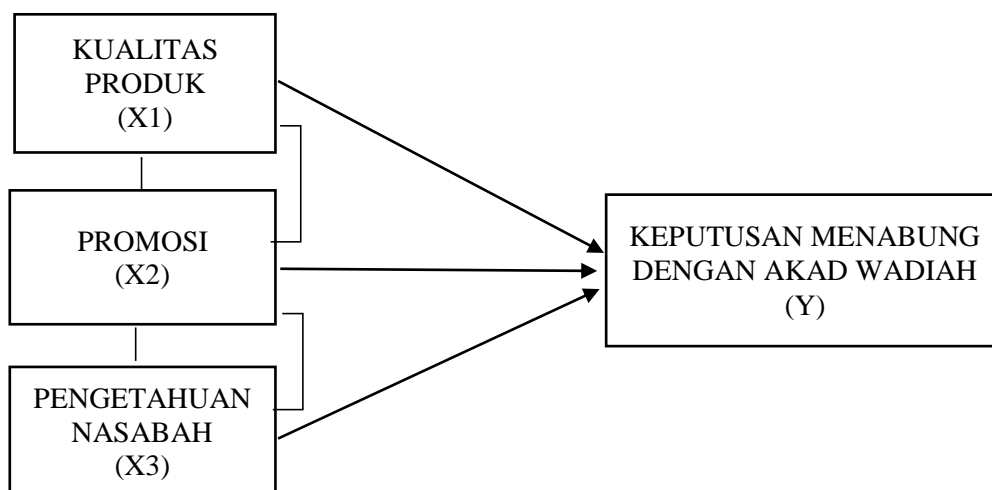 KUALITAS
PRODUK
(X1)
PROMOSI
(X2)
PENGETAHUAN
NASABAH
(X3)
KEPUTUSAN MENABUNG
DENGAN AKAD WADIAH
(Y)